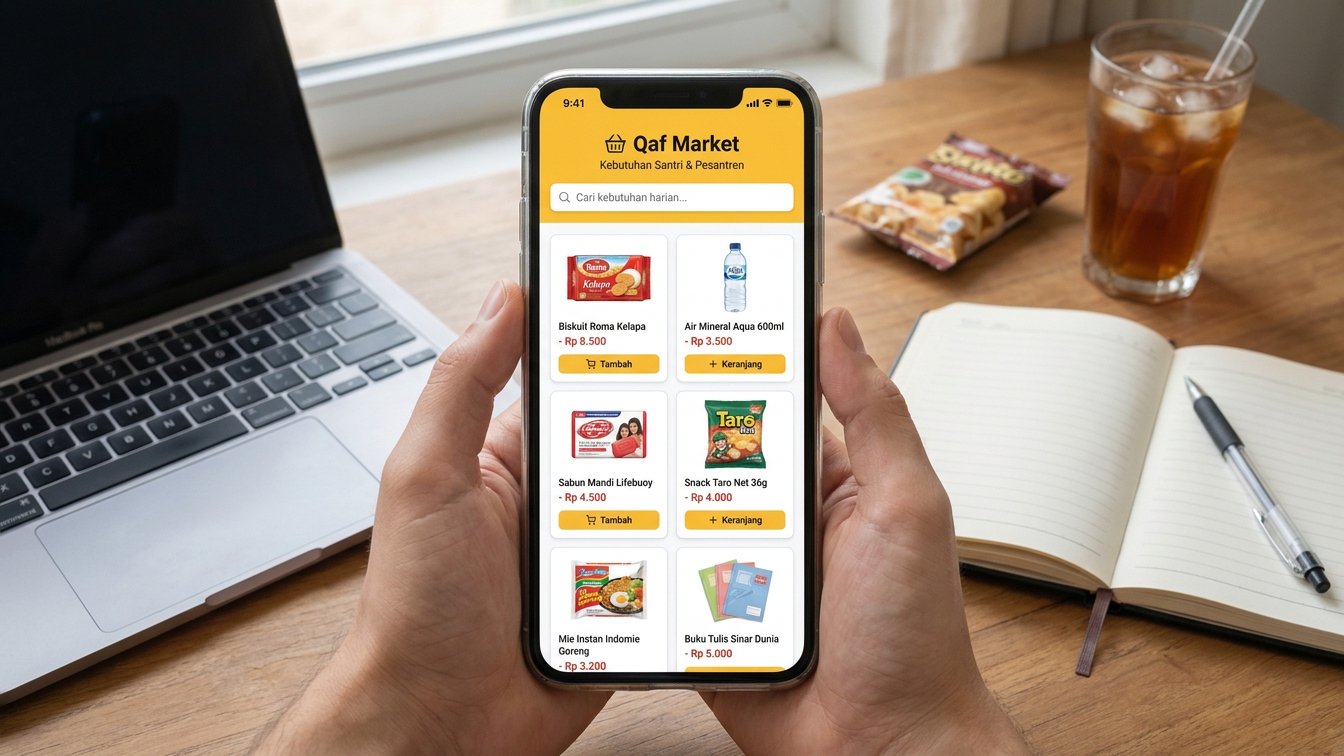 9:41
Qaf Market
Kebutuhan Santri & Pesantren
Cari kebutuhan harian...
Roma
Kelapa
AQUA
Biskuit Roma Kelapa
- Rp 8.500
Tambah
Air Mineral Aqua 600ml
- Rp 3.500
+ Keranjang
Taro
Sabun Mandi Lifebuoy
- Rp 4.500
Tambah
Snack Taro Net 36g
- Rp 4.000
+ Keranjang
Mie Instan Indomie
Goreng
- Rp 3.200
Buku Tulis Sinar Dunia
- Rp 5.000
MacBook Pro